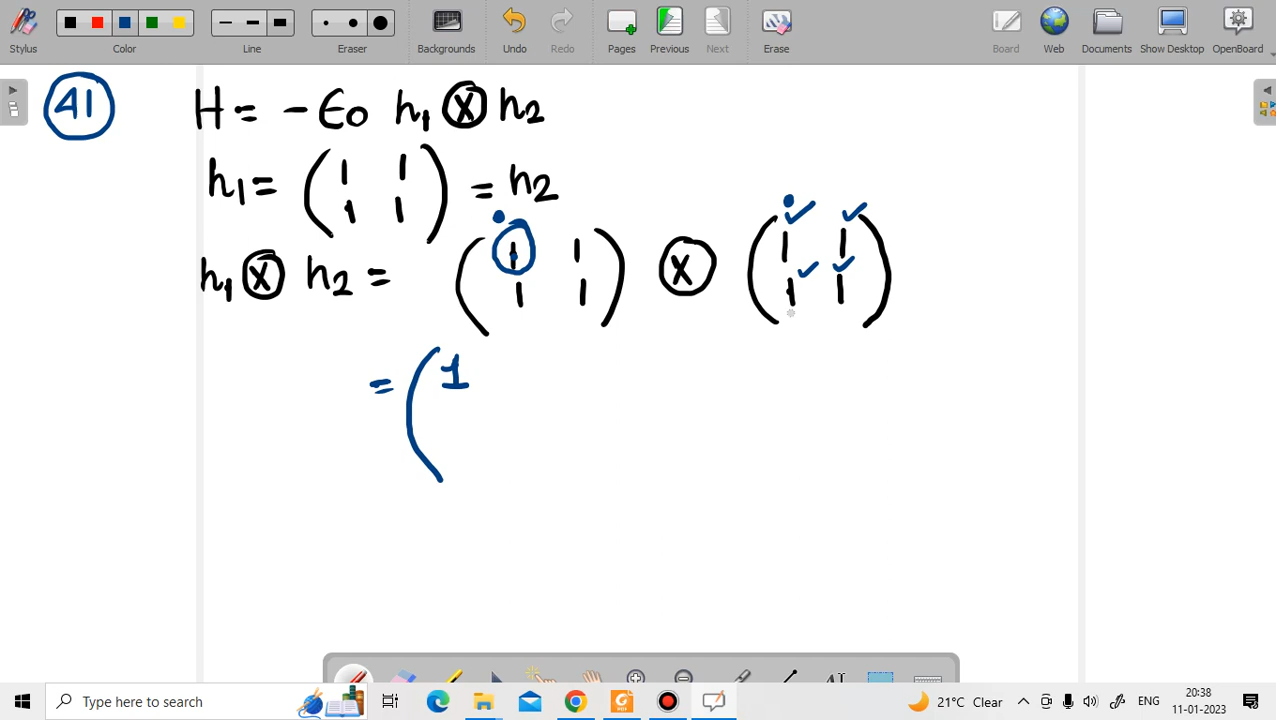 Stylus Color Line Eraser Backgrounds Undo Redo Pages Previous Next Erase Board Web Documents Show Desktop OpenBoard
41 H = - ϵ0 h1 ⊗ h2
h1 = ( 1 1
1 1 ) = h2
h1 ⊗ h2 = ( 1 1
1 1 ) ⊗ ( 1 1
1 1 )
= ( 1
Type here to search 21°C Clear ENG 20:38
11-01-2023